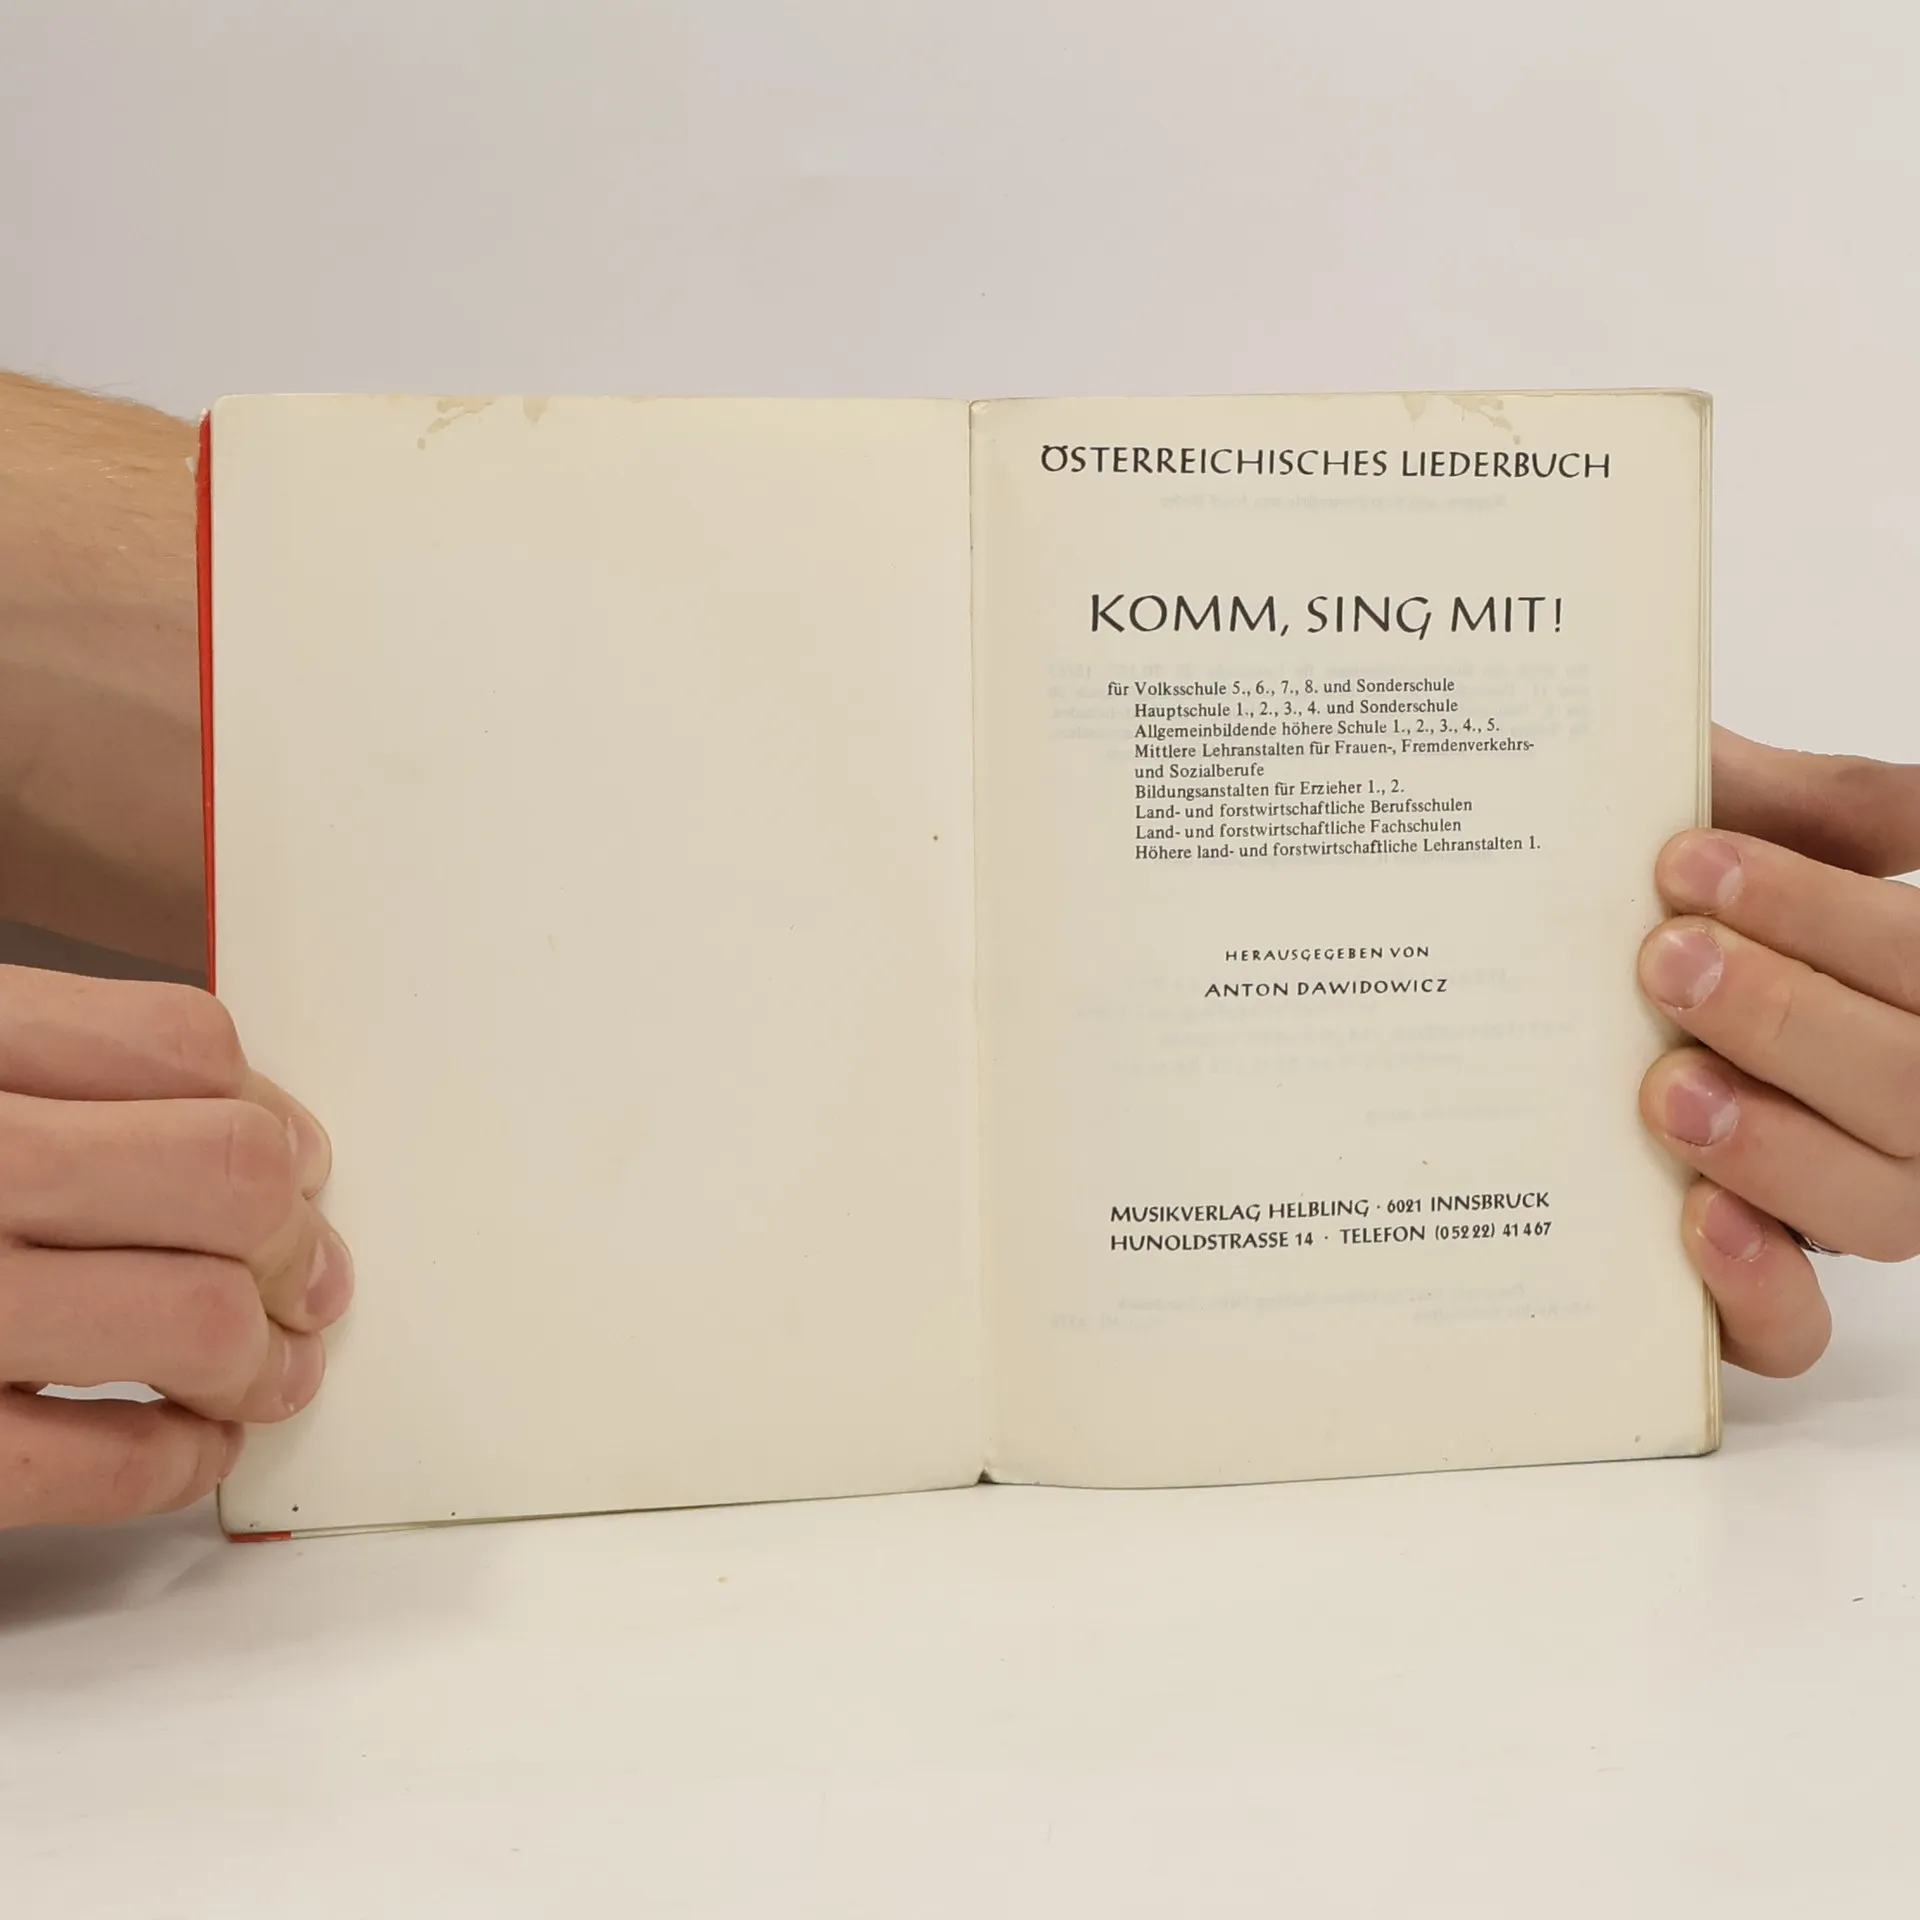 ÖSTERREICHISCHES LIEDERBUCH
KOMM, SING MIT!
für Volksschule 5., 6., 7., 8. und Sonderschule
Hauptschule 1., 2., 3., 4. und Sonderschule
Allgemeinbildende höhere Schule 1., 2., 3., 4., 5.
Mittlere Lehranstalten für Frauen-, Fremdenverkehrs-
und Sozialberufe
Bildungsanstalten für Erzieher 1., 2.
Land- und forstwirtschaftliche Berufsschulen
Land- und forstwirtschaftliche Fachschulen
Höhere land- und forstwirtschaftliche Lehranstalten 1.
HERAUSGEGEBEN VON
ANTON DAWIDOWICZ
MUSIKVERLAG HELBLING · 6021 INNSBRUCK
HUNOLDSTRASSE 14 · TELEFON (05222) 41467